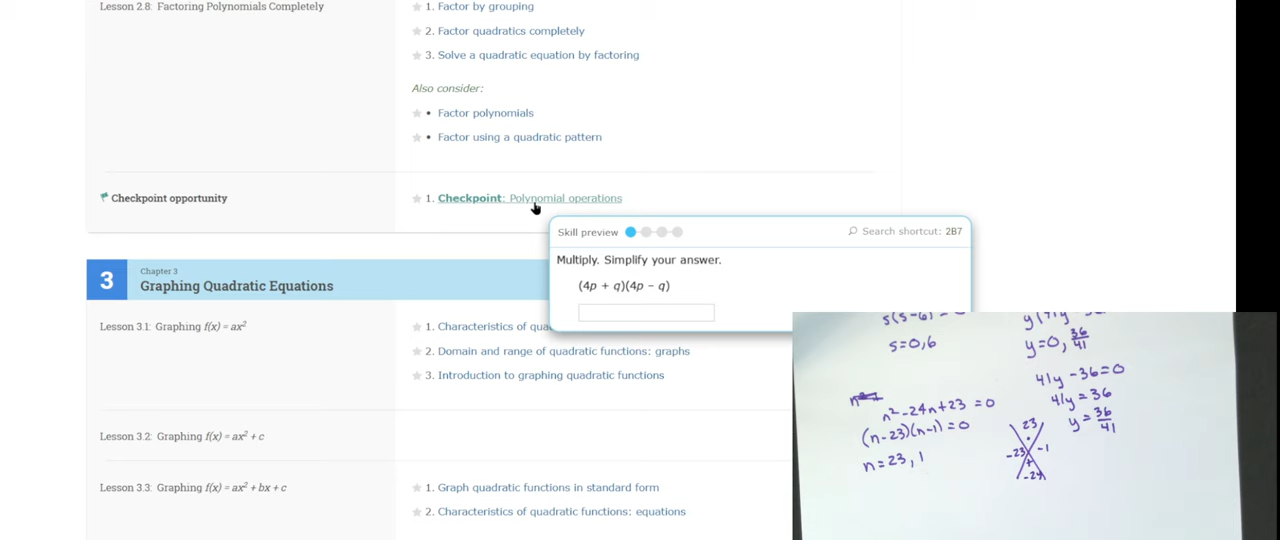 Lesson 2.8: Factoring Polynomials Completely
1. Factor by grouping
2. Factor quadratics completely
3. Solve a quadratic equation by factoring
Also consider:
• Factor polynomials
• Factor using a quadratic pattern
Checkpoint opportunity
1. Checkpoint: Polynomial operations
Skill preview
Search shortcut: 2B7
Multiply. Simplify your answer.
(4p + q)(4p − q)
3
Chapter 3
Graphing Quadratic Equations
Lesson 3.1: Graphing f(x) = ax²
1. Characteristics of qua
2. Domain and range of quadratic functions: graphs
3. Introduction to graphing quadratic functions
Lesson 3.2: Graphing f(x) = ax² + c
Lesson 3.3: Graphing f(x) = ax² + bx + c
1. Graph quadratic functions in standard form
2. Characteristics of quadratic functions: equations
s=0,6
y=0, 36/41
41y-36=0
41y=36
y=36/41
n²-24n+23=0
(n-23)(n-1)=0
n=23,1
23
-23 -1
+
-24